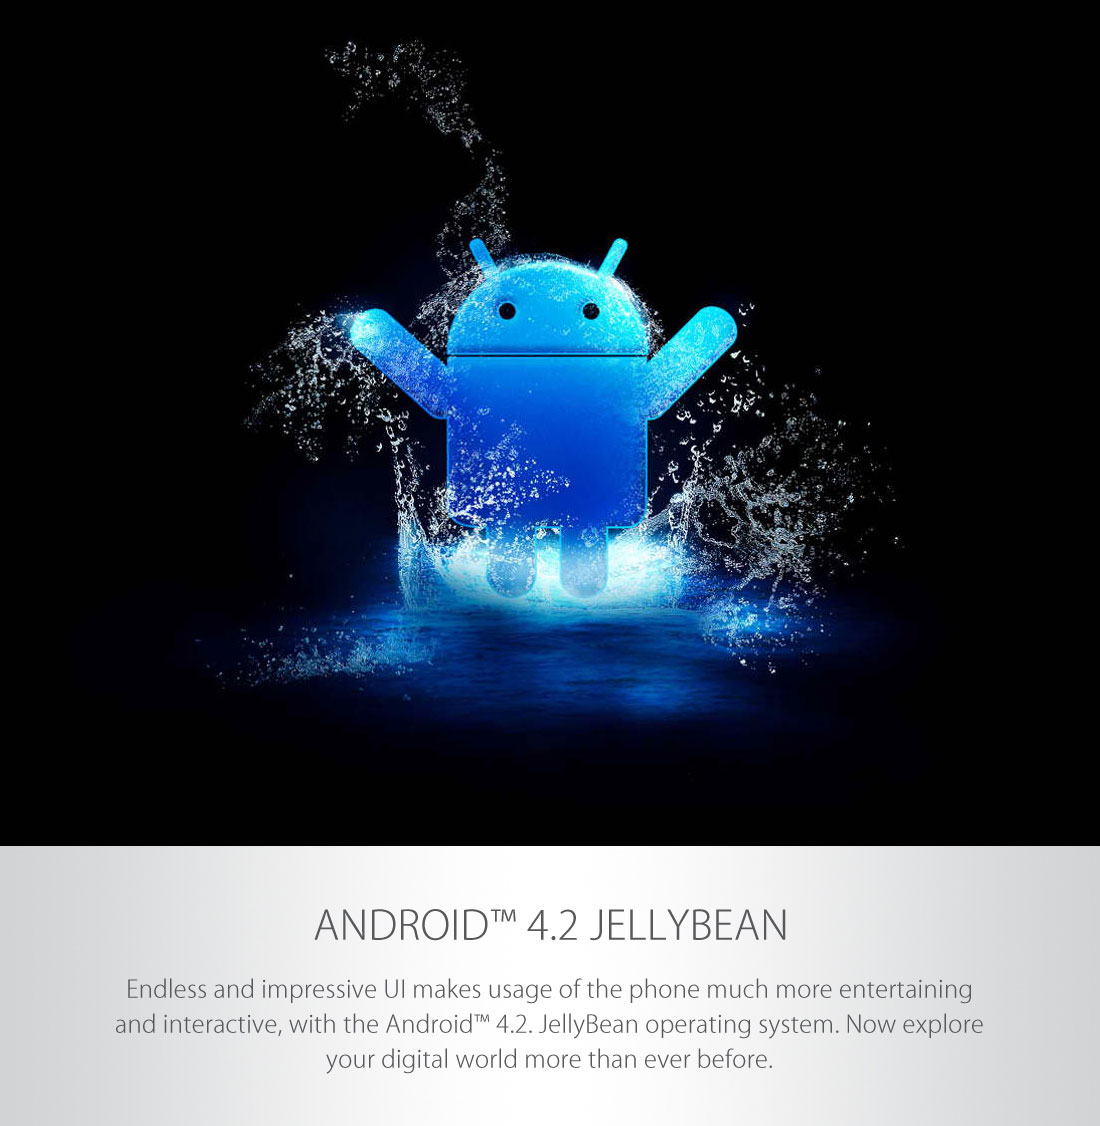 ANDROID™ 4.2 JELLYBEAN
Endless and impressive UI makes usage of the phone much more entertaining
and interactive, with the Android™ 4.2. JellyBean operating system. Now explore
your digital world more than ever before.